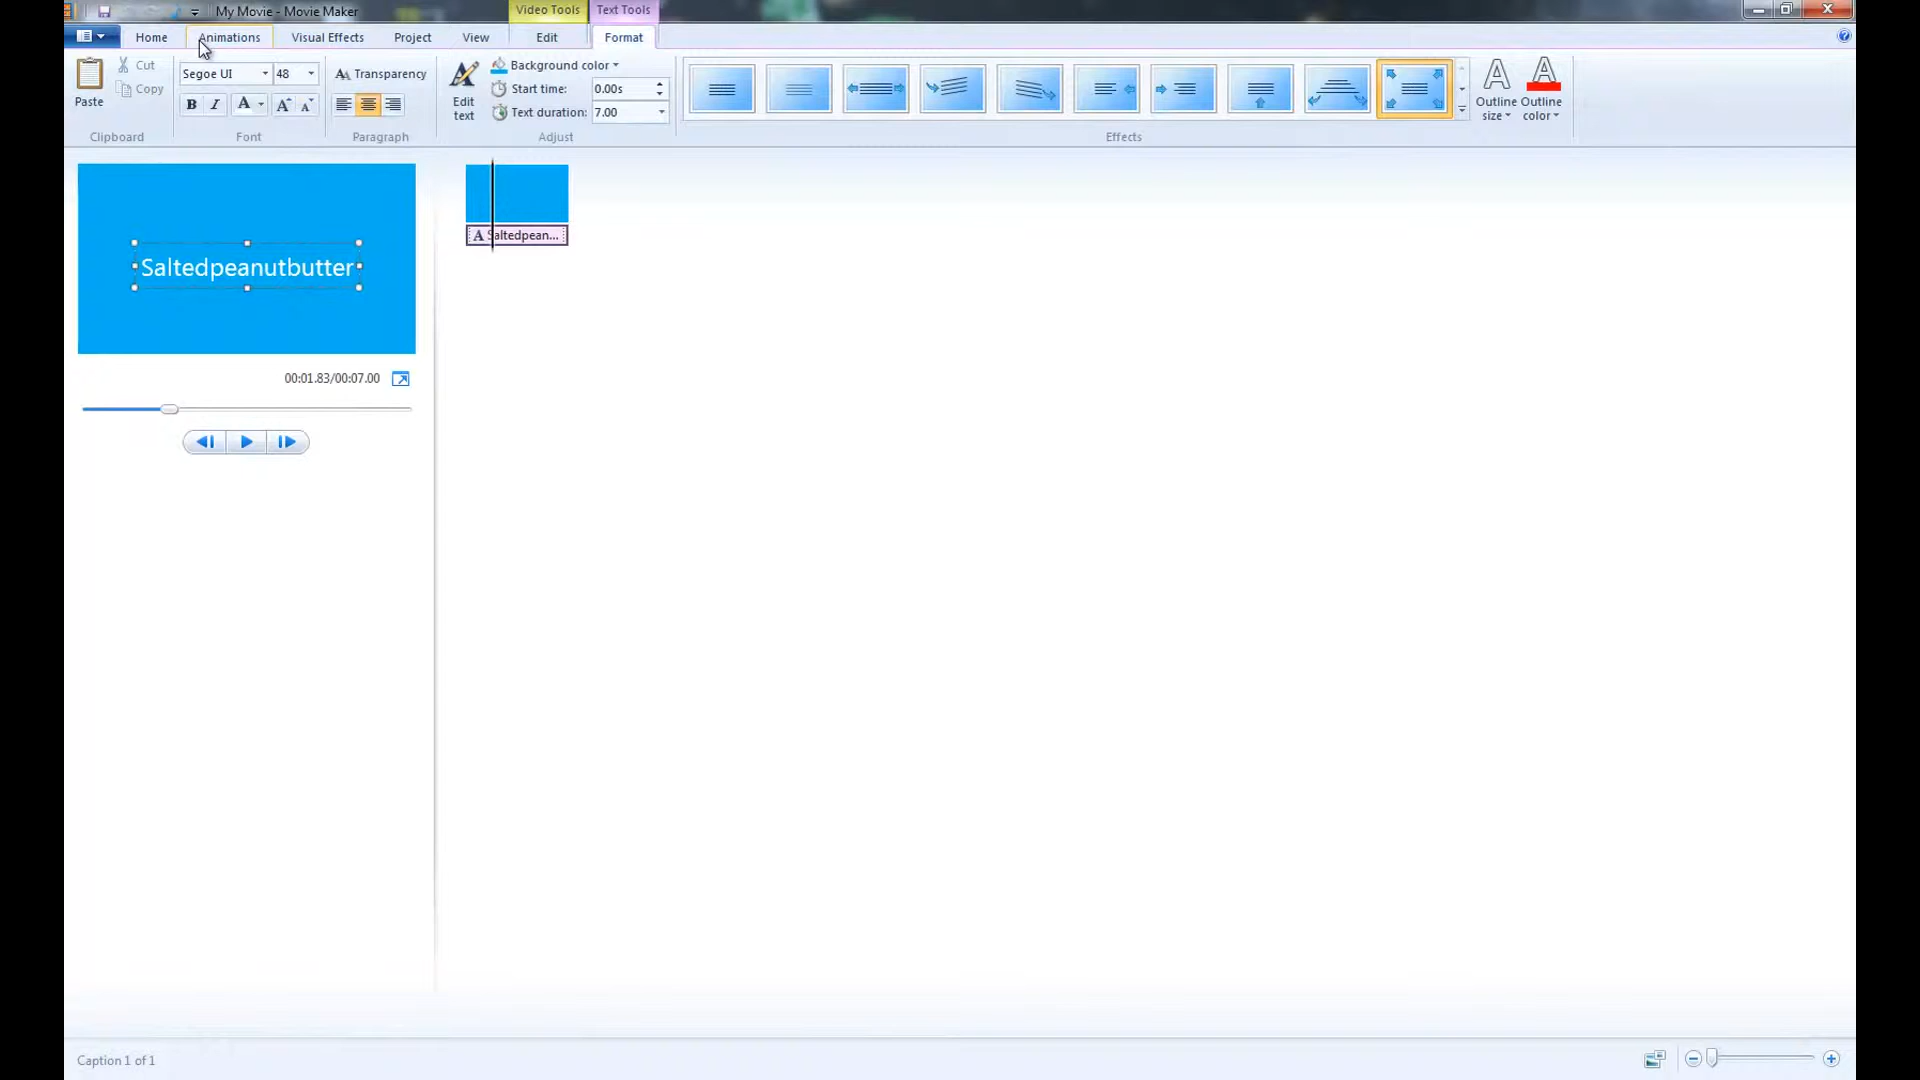 My Movie - Movie Maker
Video Tools
Text Tools
Home
Animations
Visual Effects
Project
View
Edit
Format
Paste
Cut
Copy
Clipboard
Segoe UI
48
B
I
A
A
A
Font
Transparency
Paragraph
Edit text
Background color
Start time:
0.00s
Text duration:
7.00
Adjust
Effects
Outline size
Outline color
Saltedpeanutbutter
A Saltedpean...
00:01.83/00:07.00
Caption 1 of 1